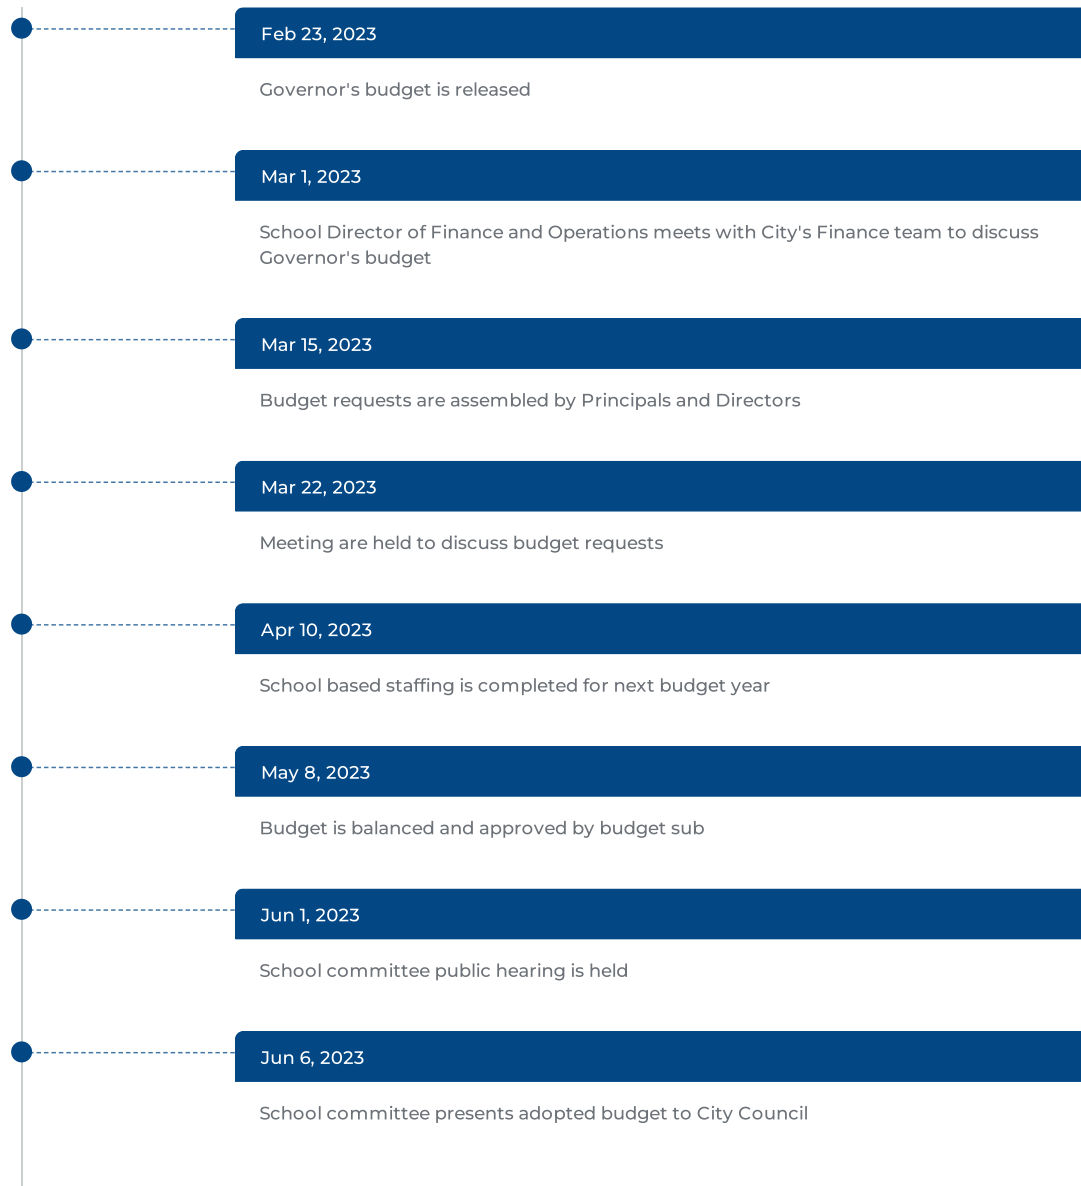 Feb 23, 2023
Governor's budget is released
Mar 1, 2023
School Director of Finance and Operations meets with City's Finance team to discuss
Governor's budget
Mar 15, 2023
Budget requests are assembled by Principals and Directors
Mar 22, 2023
Meeting are held to discuss budget requests
Apr 10, 2023
School based staffing is completed for next budget year
May 8, 2023
Budget is balanced and approved by budget sub
Jun 1, 2023
School committee public hearing is held
Jun 6, 2023
School committee presents adopted budget to City Council